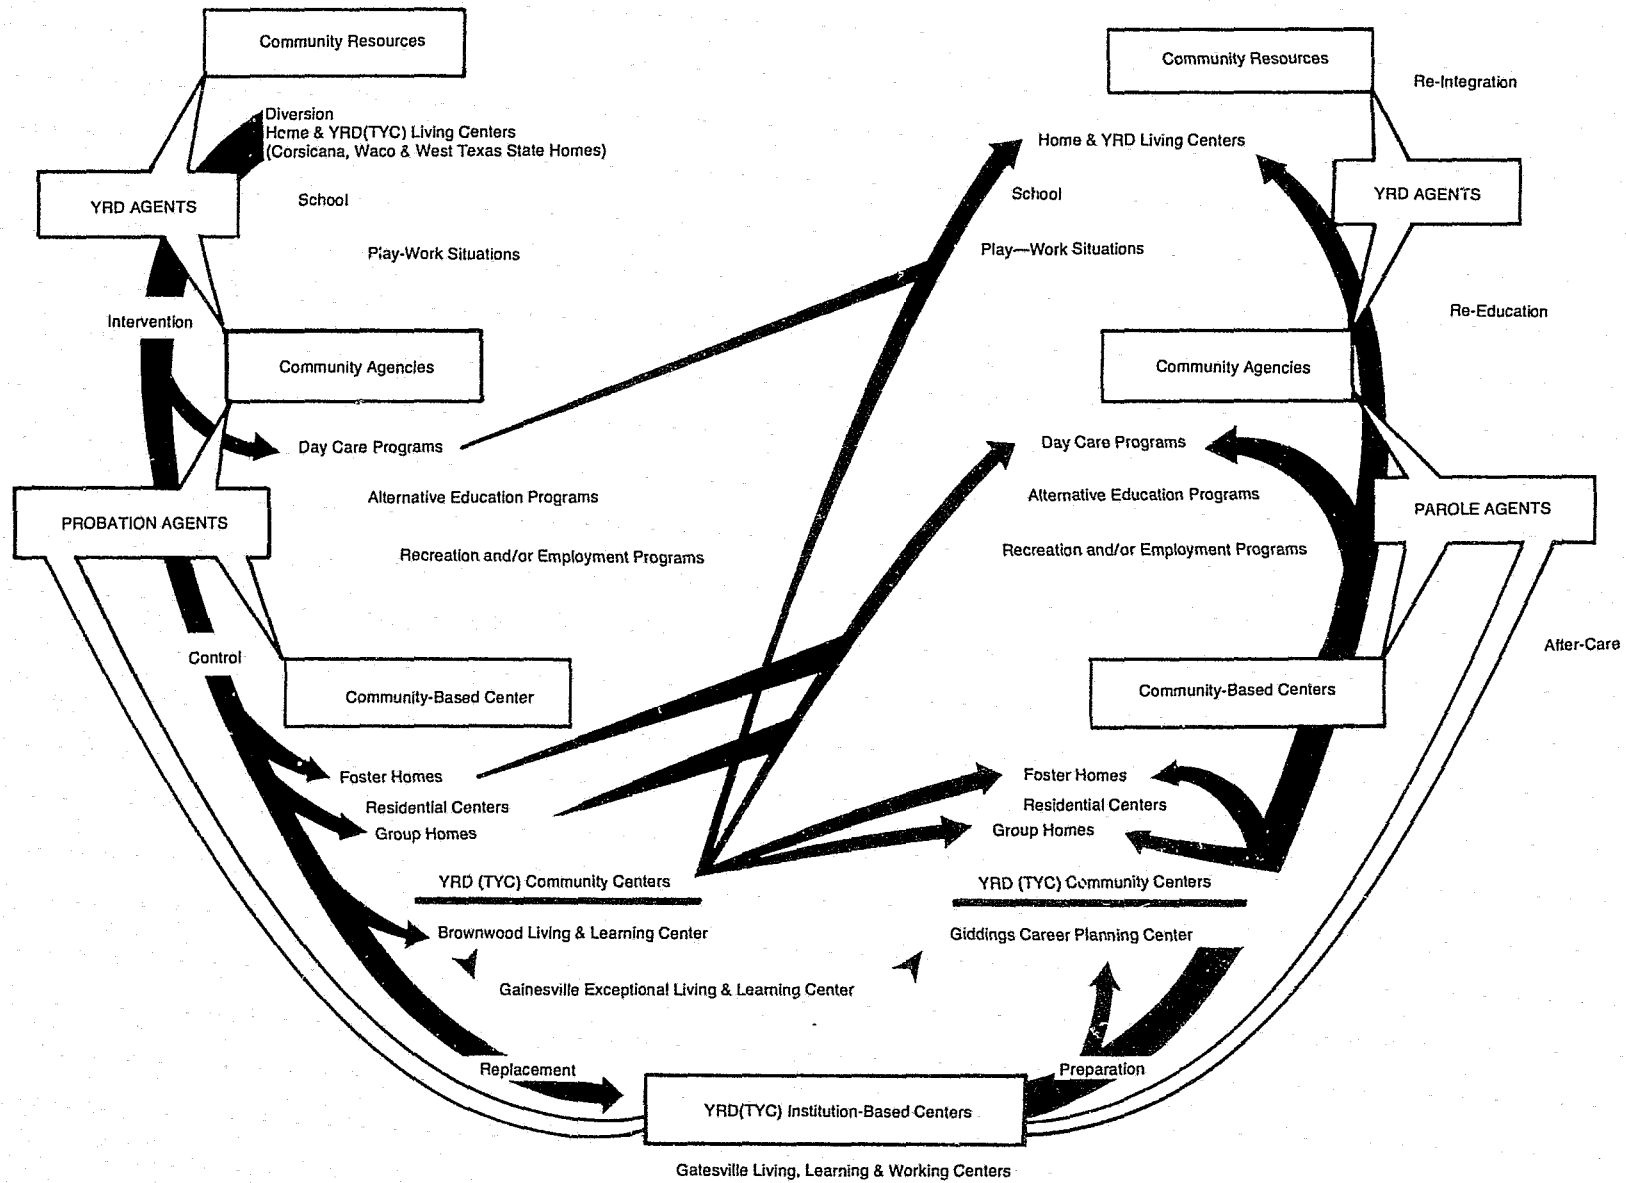 Community Resources
Diversion
Home & YRD(TYC) Living Centers
(Corsicana, Waco & West Texas State Homes)
YRD AGENTS
School
Play-Work Situations
Intervention
Community Agencies
Day Care Programs
Alternative Education Programs
PROBATION AGENTS
Recreation and/or Employment Programs
Control
Community-Based Center
Foster Homes
Residential Centers
Group Homes
YRD (TYC) Community Centers
Brownwood Living & Learning Center
Gainesville Exceptional Living & Learning Center
Replacement
YRD(TYC) Institution-Based Centers
Gatesville Living, Learning & Working Centers
Community Resources
Re-Integration
Home & YRD Living Centers
School
YRD AGENTS
Play—Work Situations
Re-Education
Community Agencies
Day Care Programs
Alternative Education Programs
PAROLE AGENTS
Recreation and/or Employment Programs
After-Care
Community-Based Centers
Foster Homes
Residential Centers
Group Homes
YRD (TYC) Community Centers
Giddings Career Planning Center
Preparation